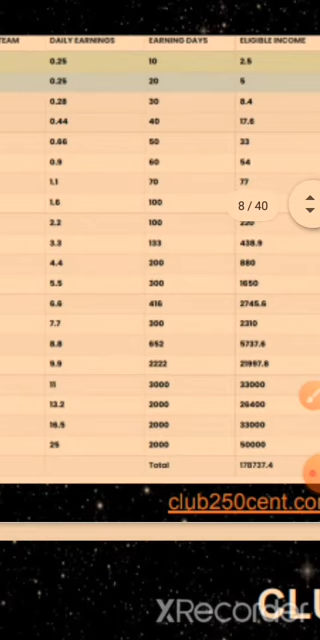 TEAM DAILY EARNINGS EARNING DAYS ELIGIBLE INCOME
0.25 10 2.5
0.25 20 5
0.28 30 8.4
0.44 40 17.6
0.66 50 33
0.9 60 54
1.1 70 77
1.6 100
8 / 40
2.2 100 220
3.3 133 438.9
4.4 200 880
5.5 300 1650
6.6 416 2745.6
7.7 300 2310
8.8 652 5737.6
9.9 2222 21997.8
11 3000 33000
13.2 2000 26400
16.5 2000 33000
25 2000 50000
Total 178737.4
club250cent.co
CLU
XRecorder